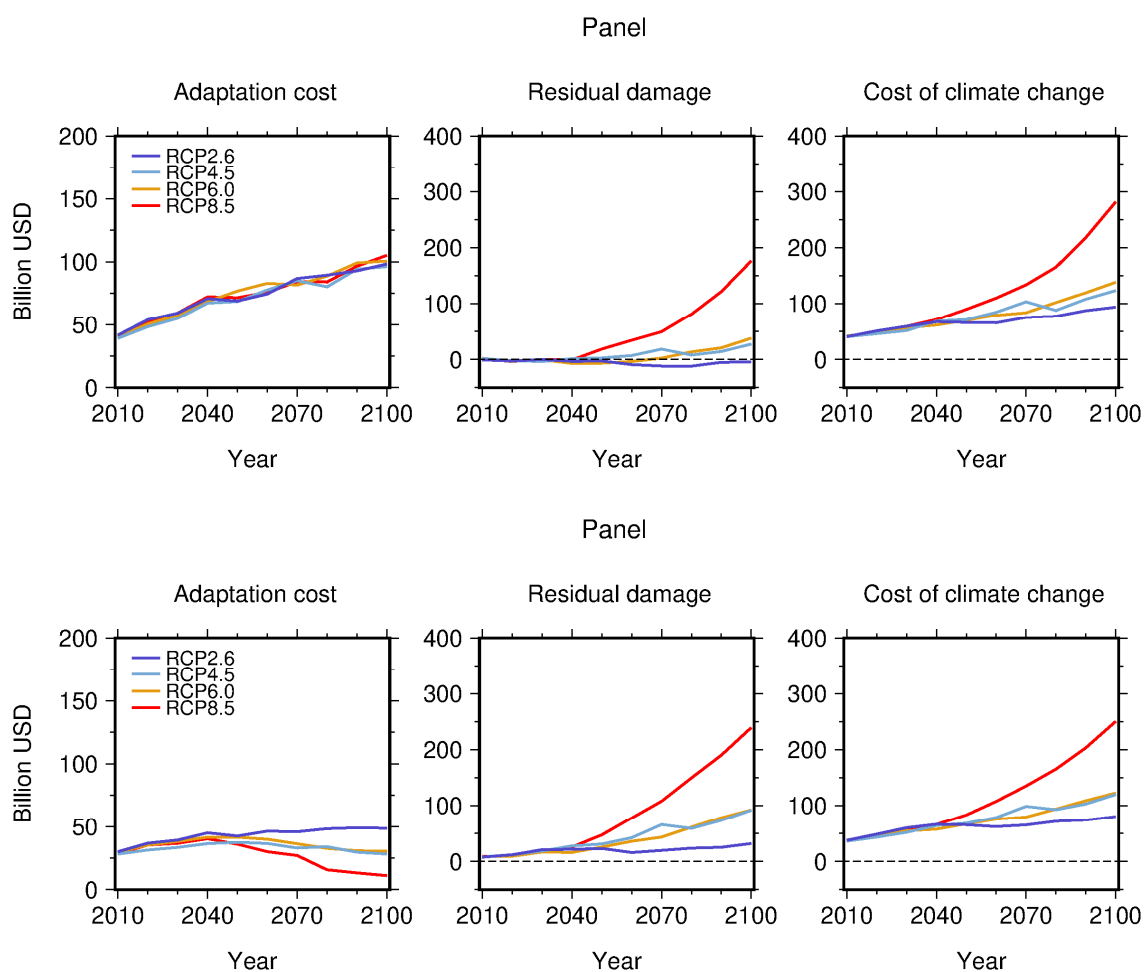 Panel
Adaptation cost
Residual damage
Cost of climate change
200
150
100
50
0
Billion USD
RCP2.6
RCP4.5
RCP6.0
RCP8.5
2010 2040 2070 2100
Year
400
300
200
100
0
2010 2040 2070 2100
Year
400
300
200
100
0
2010 2040 2070 2100
Year
Panel
Adaptation cost
Residual damage
Cost of climate change
200
150
100
50
0
Billion USD
RCP2.6
RCP4.5
RCP6.0
RCP8.5
2010 2040 2070 2100
Year
400
300
200
100
0
2010 2040 2070 2100
Year
400
300
200
100
0
2010 2040 2070 2100
Year